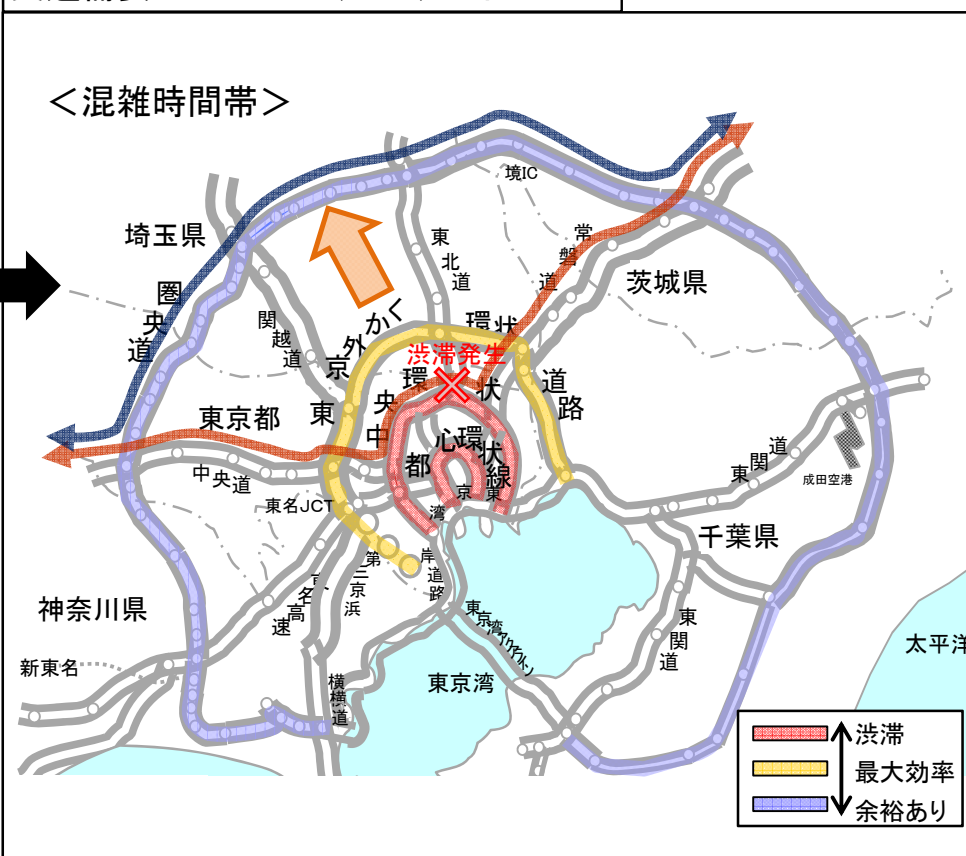 ＜混雑時間帯＞
境IC
埼玉県
東北道
常磐道
茨城県
圏央道
関越道
東京外かく環状道路
渋滞発生
中央環状
東京都
都心環状線
中央道
東関道
成田空港
東名JCT
湾岸道路
東京
千葉県
第三京浜
東名高速
神奈川県
東京湾
東関道
太平洋
新東名
横横道
東京湾
渋滞
最大効率
余裕あり